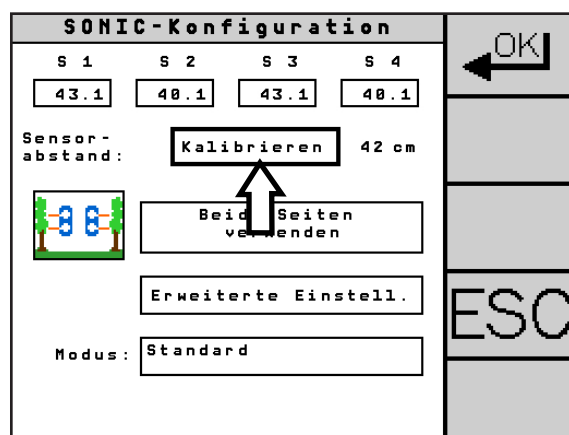 SONIC-Konfiguration
OK
S 1 S 2 S 3 S 4
43.1 40.1 43.1 40.1
Sensor-
abstand:
Kalibrieren 42 cm
Beide Seiten
verwenden
Erweiterte Einstell.
ESC
Modus: Standard